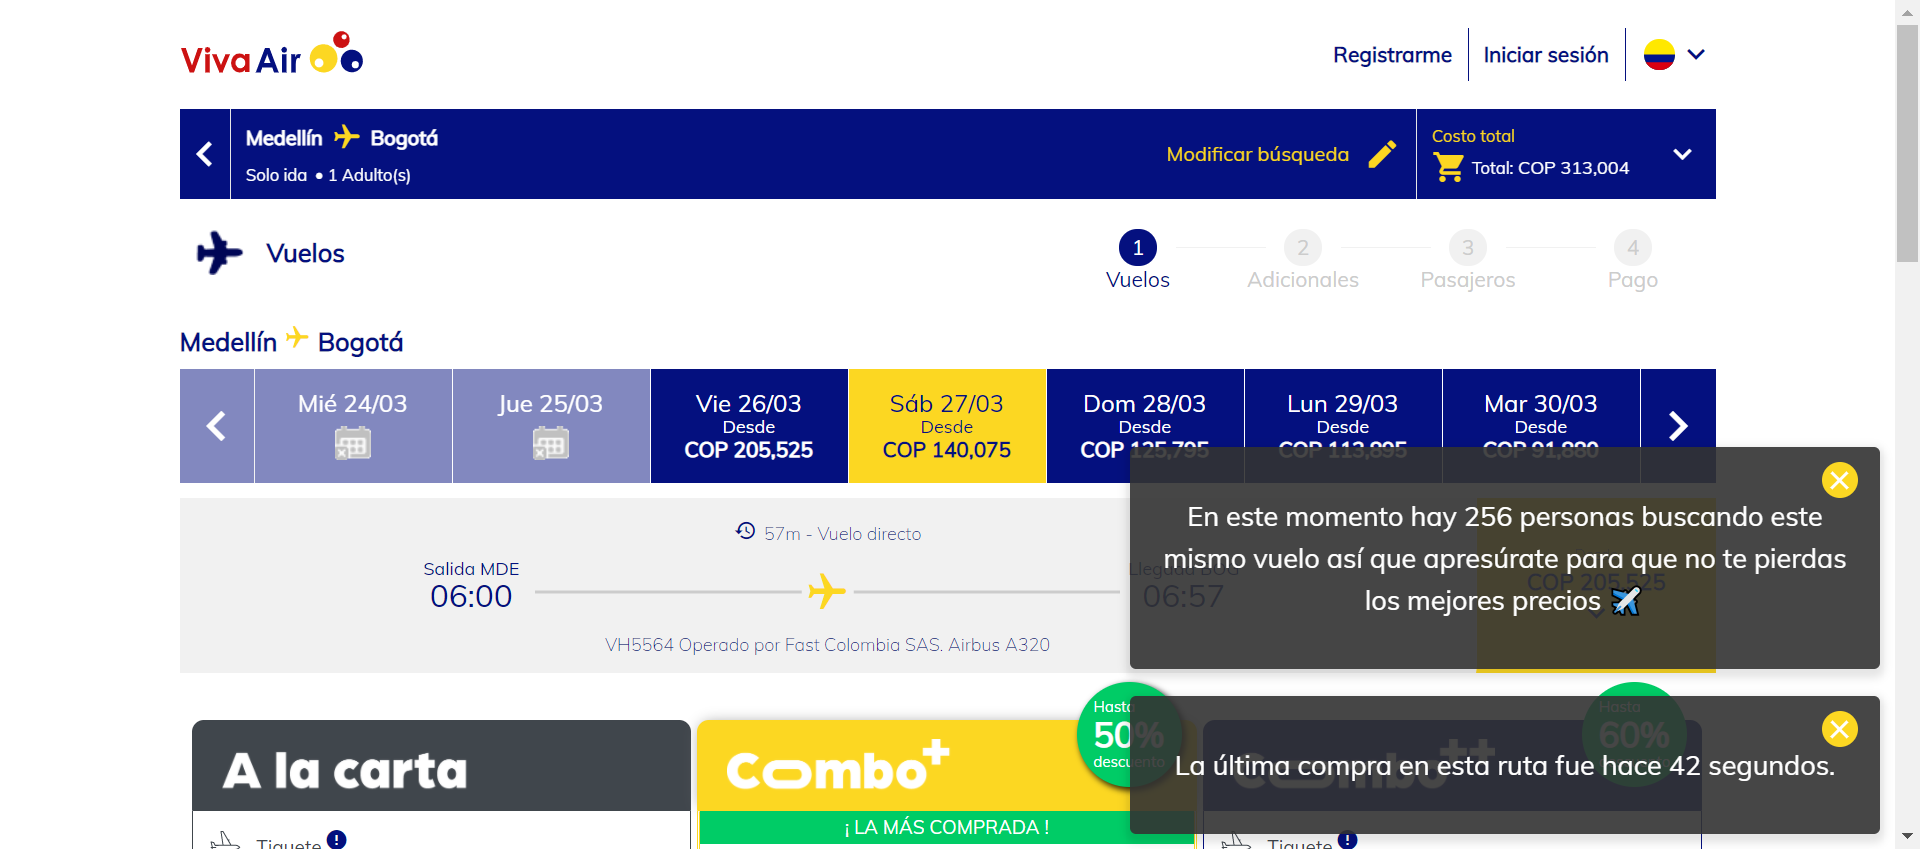 Viva Air
Registrarme
Iniciar sesión
Medellín Bogotá
Solo ida • 1 Adulto(s)
Modificar búsqueda
Costo total
Total: COP 313,004
Vuelos
1
Vuelos
2
Adicionales
3
Pasajeros
4
Pago
Medellín Bogotá
Mié 24/03
Jue 25/03
Vie 26/03
Desde
COP 205,525
Sáb 27/03
Desde
COP 140,075
Dom 28/03
Desde
COP 125,795
Lun 29/03
Desde
COP 113,895
Mar 30/03
Desde
COP 91,880
57m - Vuelo directo
Salida MDE
06:00
Llegada BOG
06:57
COP 205,525
VH5564 Operado por Fast Colombia SAS. Airbus A320
En este momento hay 256 personas buscando este
mismo vuelo así que apresúrate para que no te pierdas
los mejores precios
A la carta
Combo+
Hasta
50%
descuento
¡ LA MÁS COMPRADA !
Combo++
Hasta
60%
La última compra en esta ruta fue hace 42 segundos.
Tiquete
Tiquete